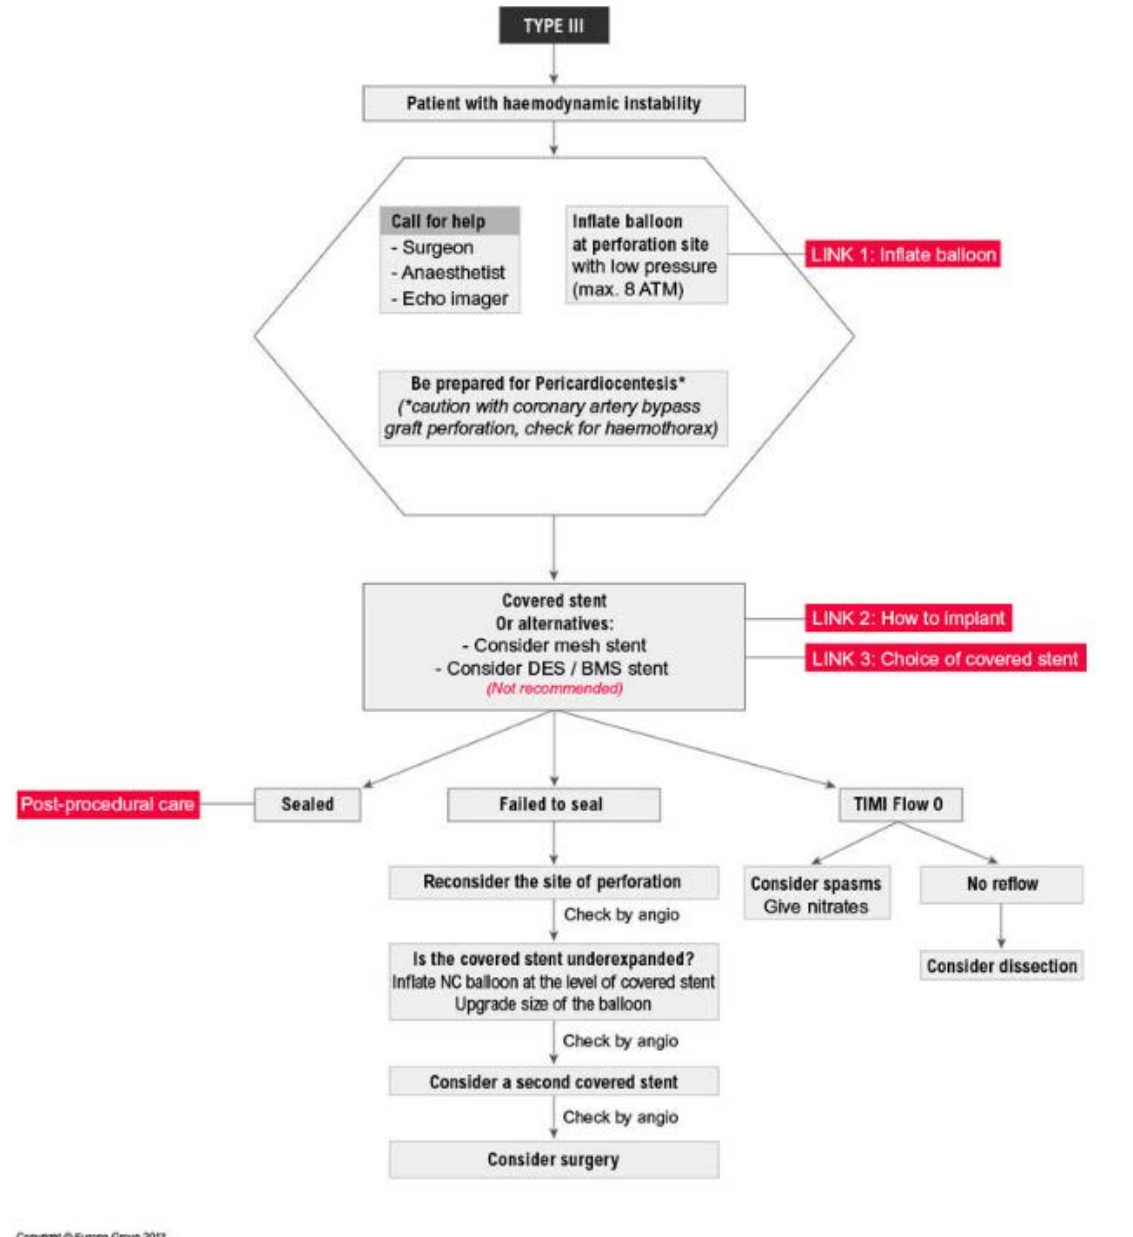 TYPE III
Patient with haemodynamic instability
Call for help
- Surgeon
- Anaesthetist
- Echo imager
Inflate balloon
at perforation site
with low pressure
(max. 8 ATM)
LINK 1: Inflate balloon
Be prepared for Pericardiocentesis*
(*caution with coronary artery bypass
graft perforation, check for haemothorax)
Covered stent
Or alternatives:
- Consider mesh stent
- Consider DES / BMS stent
(Not recommended)
LINK 2: How to implant
LINK 3: Choice of covered stent
Post-procedural care
Sealed
Failed to seal
TIMI Flow 0
Reconsider the site of perforation
Check by angio
Is the covered stent underexpanded?
Inflate NC balloon at the level of covered stent
Upgrade size of the balloon
Check by angio
Consider a second covered stent
Check by angio
Consider surgery
Consider spasms
Give nitrates
No reflow
Consider dissection
Copyright © Europa Group